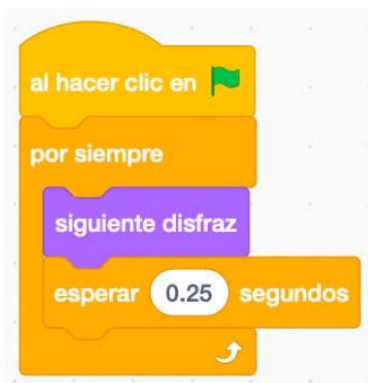 al hacer clic en
por siempre
siguiente disfraz
esperar 0.25 segundos